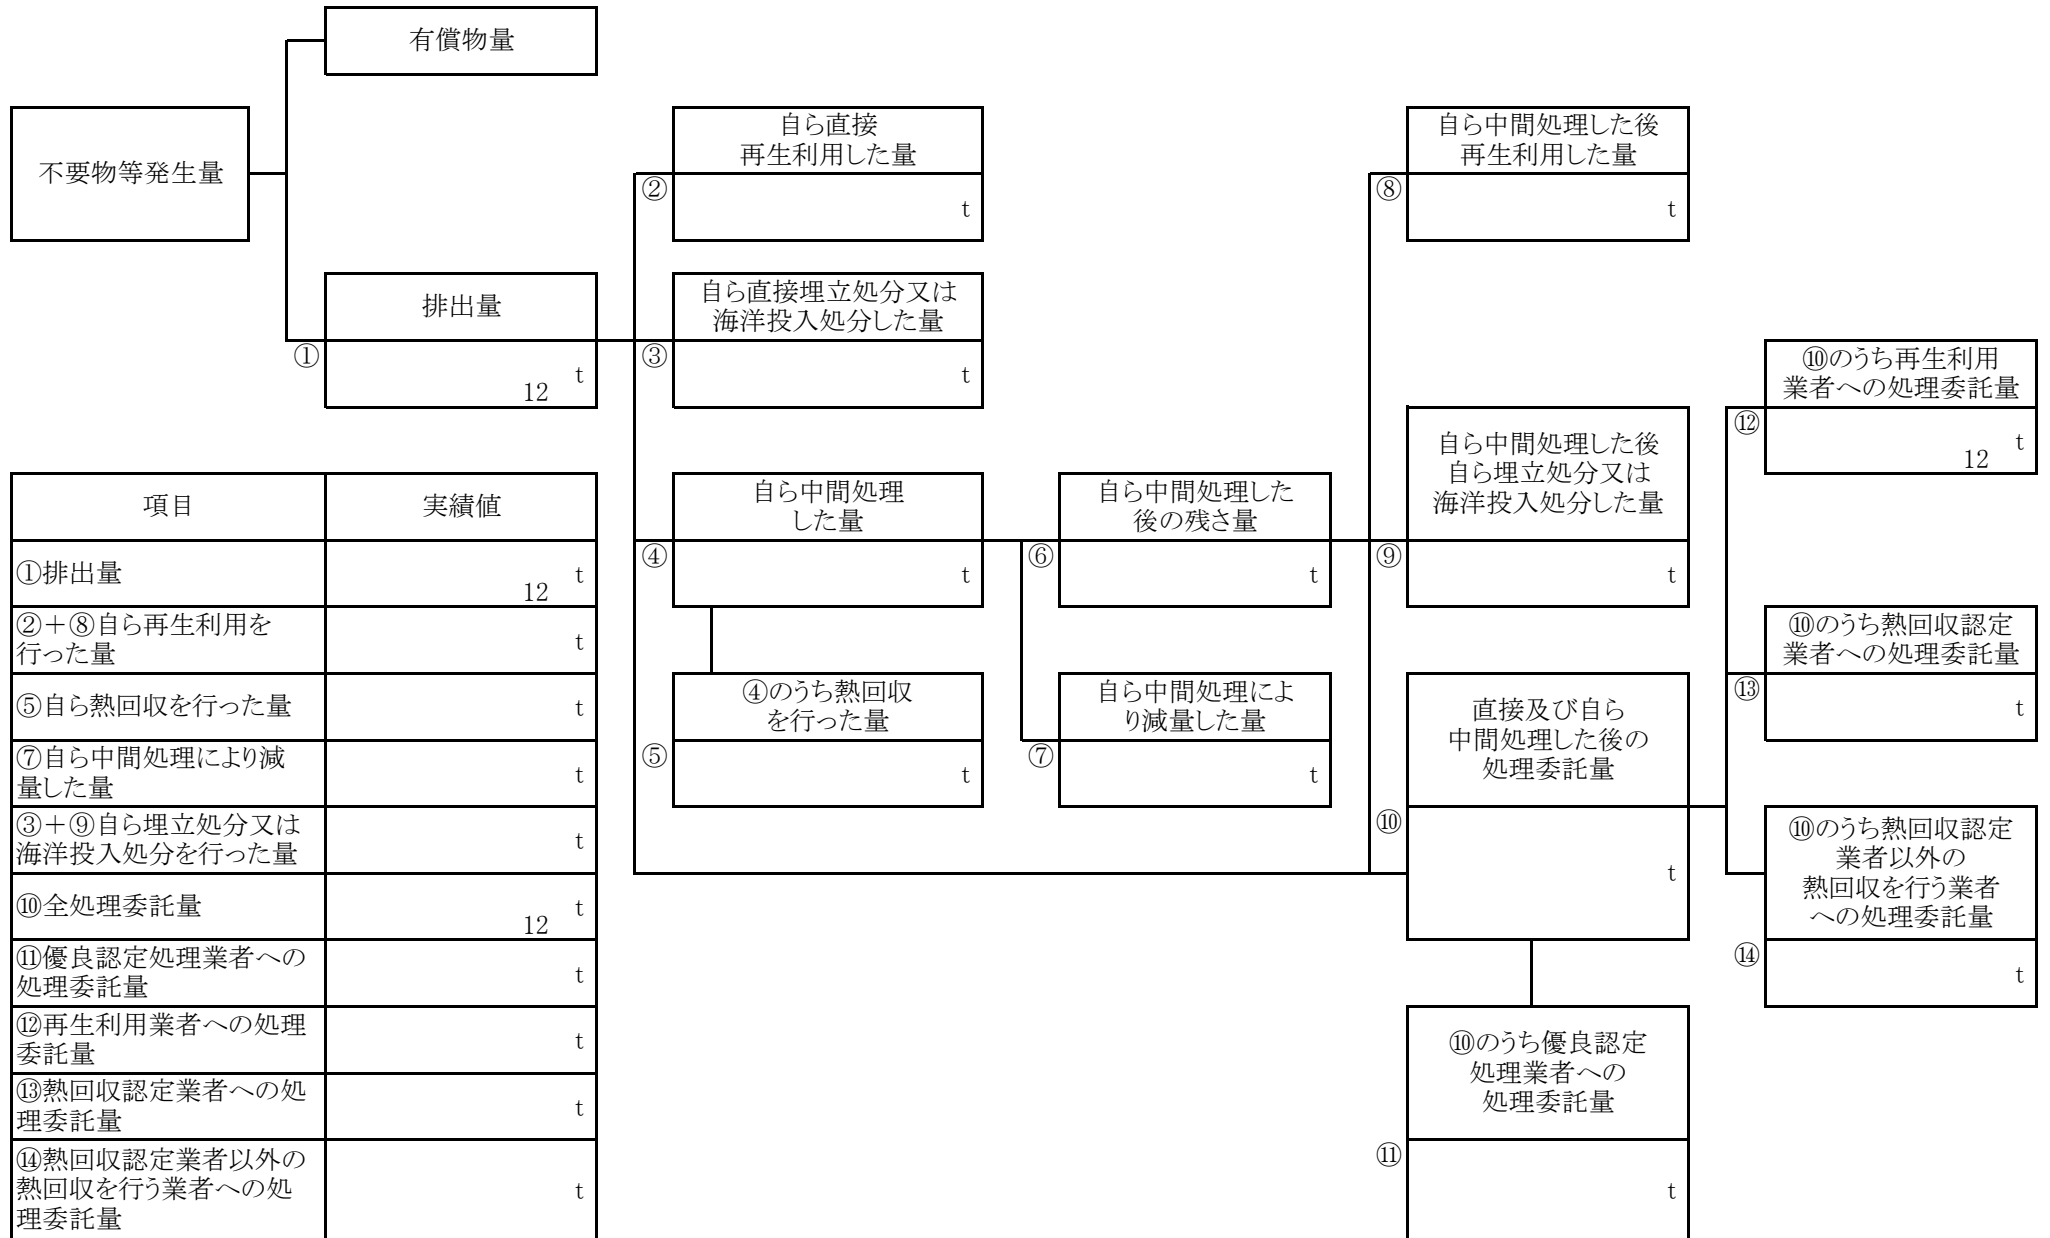 有償物量
不要物等発生量
自ら直接
再生利用した量
②
t
自ら中間処理した後
再生利用した量
⑧
t
排出量
①
12 t
自ら直接埋立処分又は
海洋投入処分した量
③
t
⑩のうち再生利用
業者への処理委託量
⑫
12 t
自ら中間処理
した量
④
t
自ら中間処理した
後の残さ量
⑥
t
自ら中間処理した後
自ら埋立処分又は
海洋投入処分した量
⑨
t
⑩のうち熱回収認定
業者への処理委託量
⑬
t
④のうち熱回収
を行った量
⑤
t
自ら中間処理によ
り減量した量
⑦
t
直接及び自ら
中間処理した後の
処理委託量
⑩
t
⑩のうち熱回収認定
業者以外の
熱回収を行う業者
への処理委託量
⑭
t
⑩のうち優良認定
処理業者への
処理委託量
⑪
t
項目 実績値
①排出量 12 t
②＋⑧自ら再生利用を
行った量 t
⑤自ら熱回収を行った量 t
⑦自ら中間処理により減
量した量 t
③＋⑨自ら埋立処分又は
海洋投入処分を行った量 t
⑩全処理委託量 12 t
⑪優良認定処理業者への
処理委託量 t
⑫再生利用業者への処理
委託量 t
⑬熱回収認定業者への処
理委託量 t
⑭熱回収認定業者以外の
熱回収を行う業者への処 t
理委託量